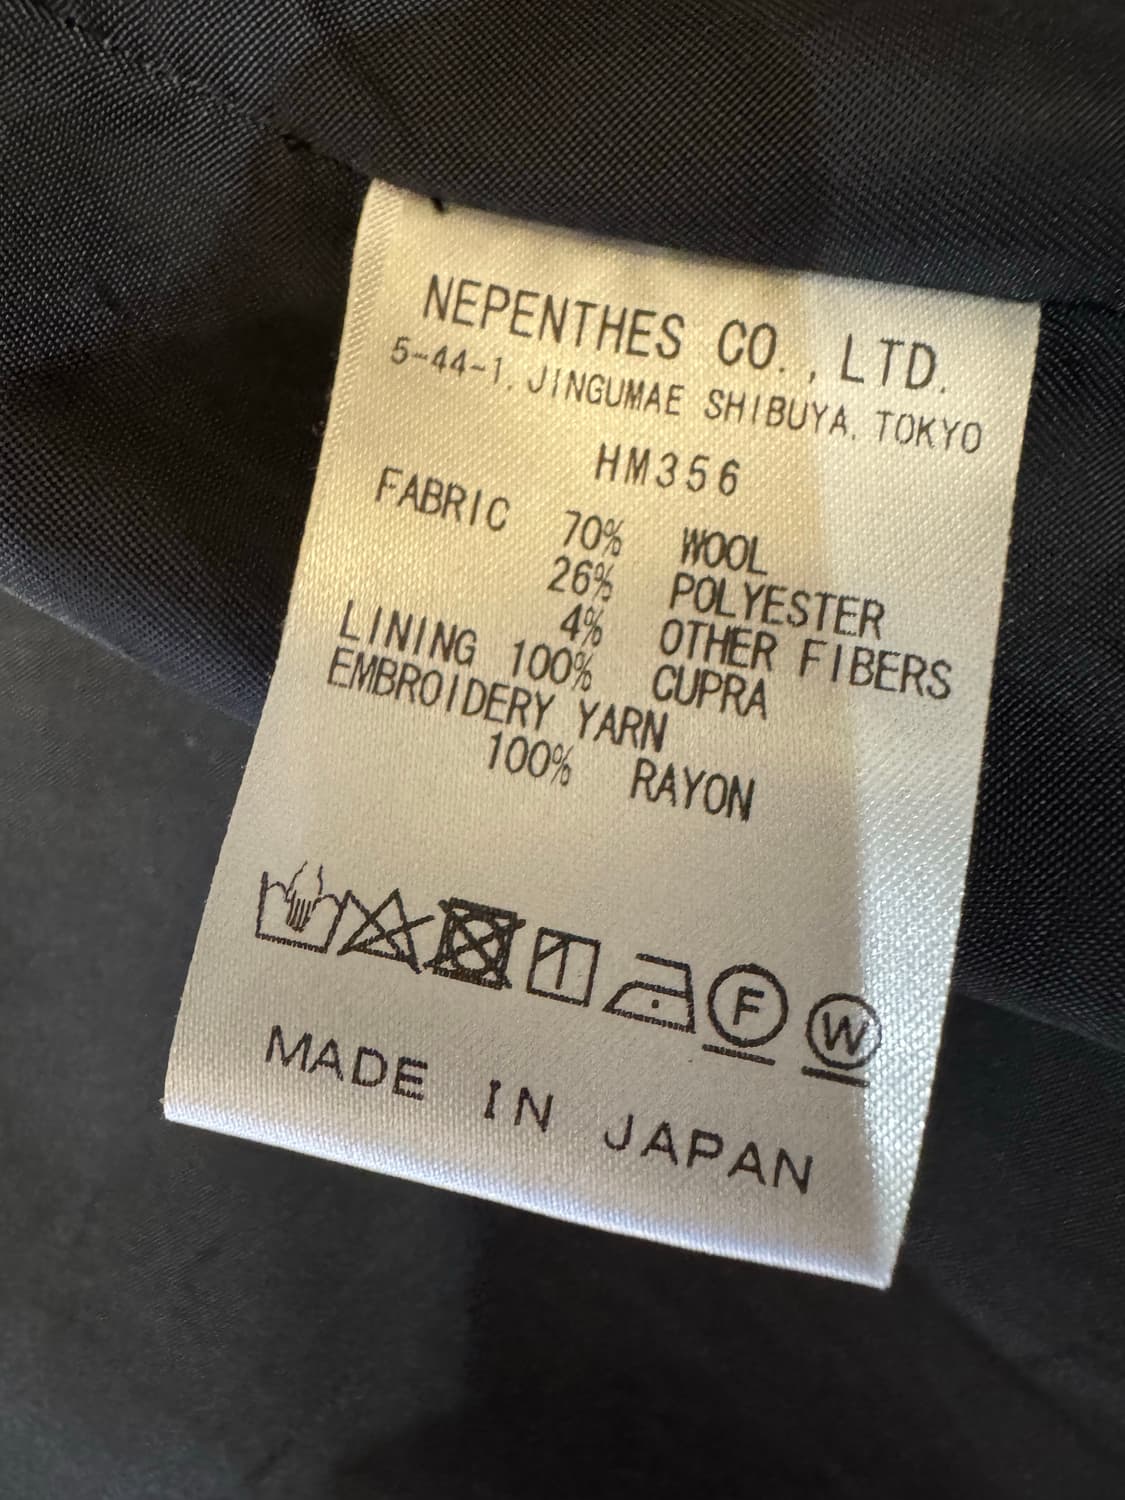 NEPENTHES CO., LTD.
5-44-1, JINGUMAE SHIBUYA, TOKYO
HM356
FABRIC 70% WOOL
26% POLYESTER
4% OTHER FIBERS
LINING 100% CUPRA
EMBROIDERY YARN
100% RAYON
F W
MADE IN JAPAN